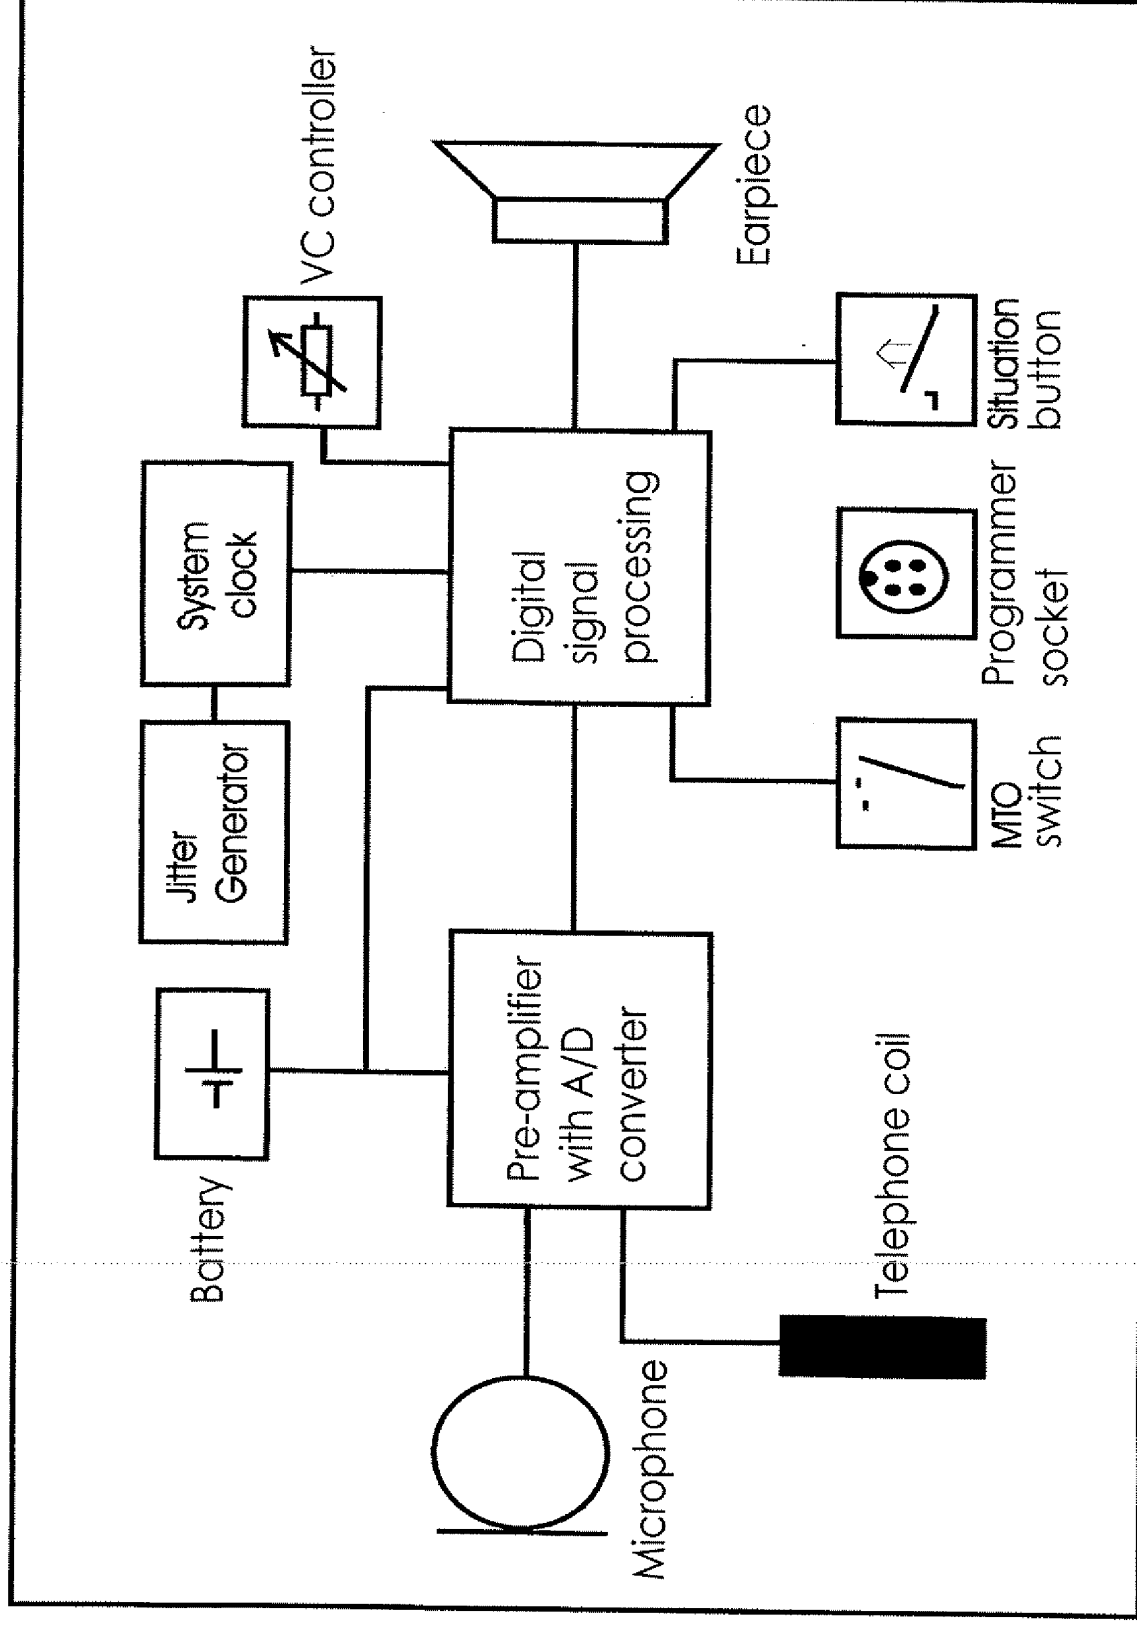 Battery
Jitter
Generator
System
clock
VC controller
Microphone
Pre-amplifier
with A/D
converter
Digital
signal
processing
Earpiece
Telephone coil
MTO
switch
Programmer
socket
Situation
button